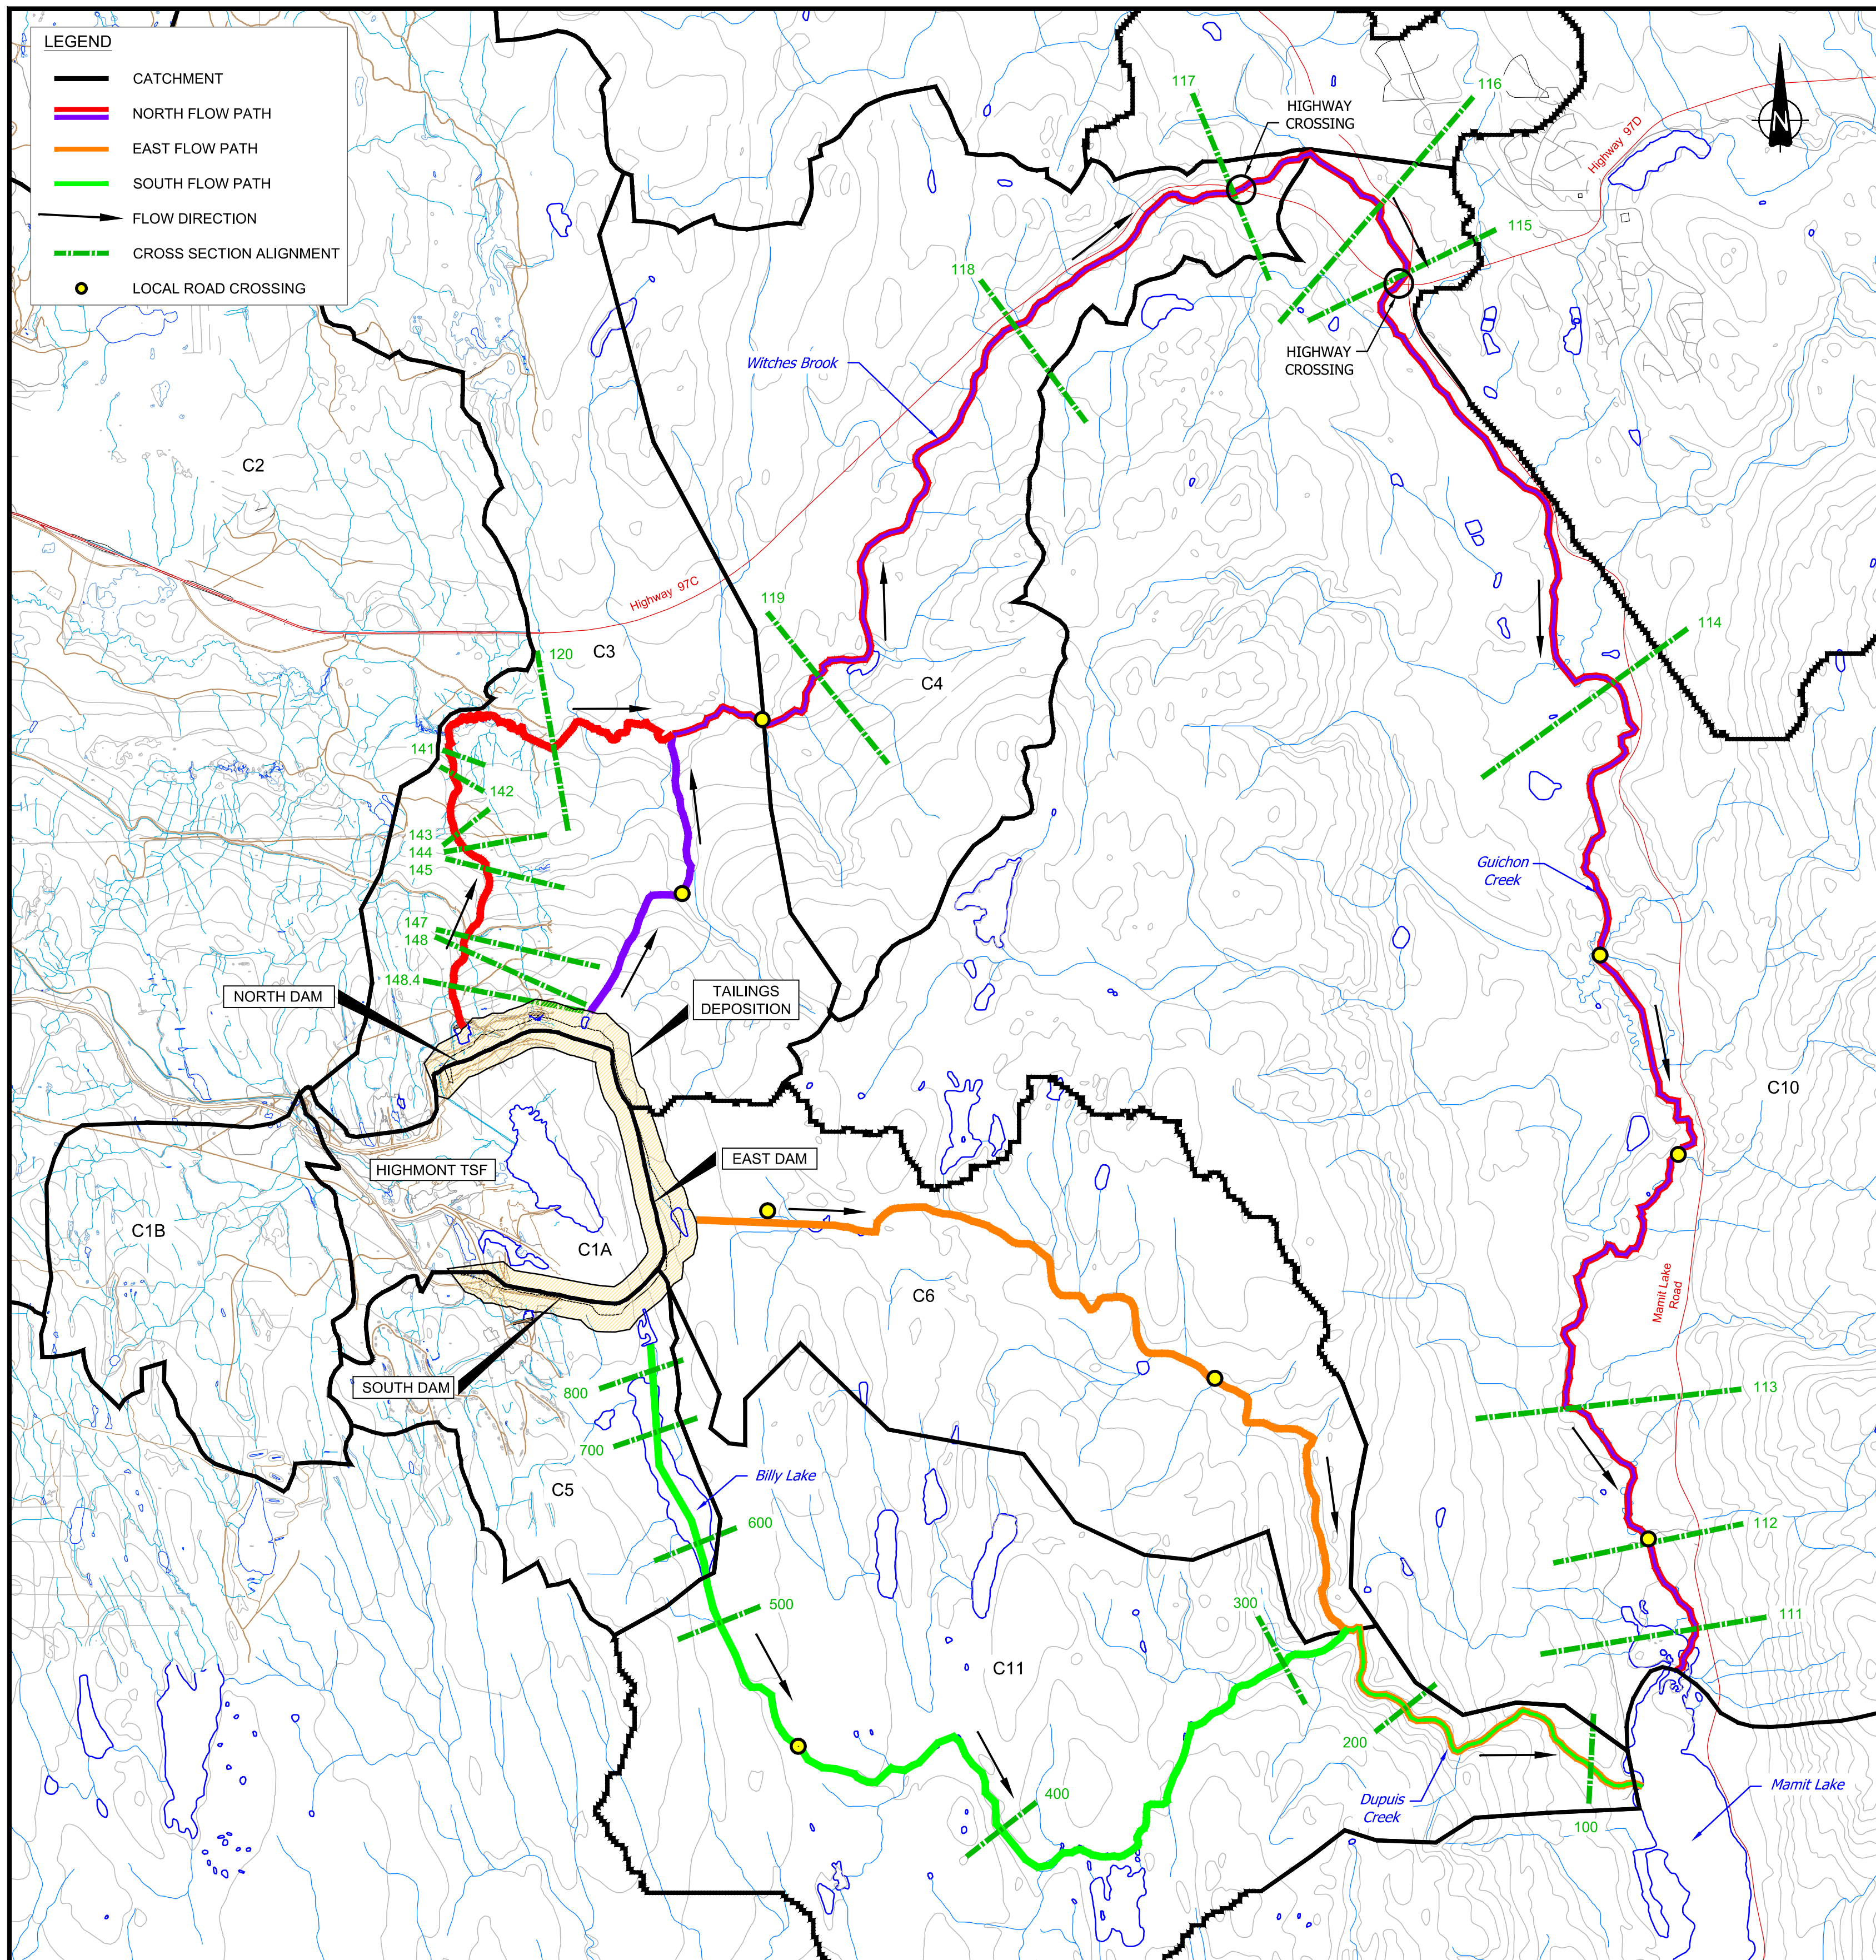 LEGEND
CATCHMENT
NORTH FLOW PATH
EAST FLOW PATH
SOUTH FLOW PATH
FLOW DIRECTION
CROSS SECTION ALIGNMENT
LOCAL ROAD CROSSING
117
HIGHWAY
CROSSING
116
N
Highway 97D
115
118
HIGHWAY
CROSSING
Witches Brook
C2
Highway 97C
119
114
120
C3
C4
141
142
143
144
145
Guichon
Creek
147
148
148.4
NORTH DAM
TAILINGS
DEPOSITION
C10
HIGHMONT TSF
EAST DAM
C1B
C1A
C6
Mamit Lake
Road
SOUTH DAM
800
113
700
Billy Lake
C5
600
112
500
300
111
C11
200
400
Dupuis
Creek
Mamit Lake
100